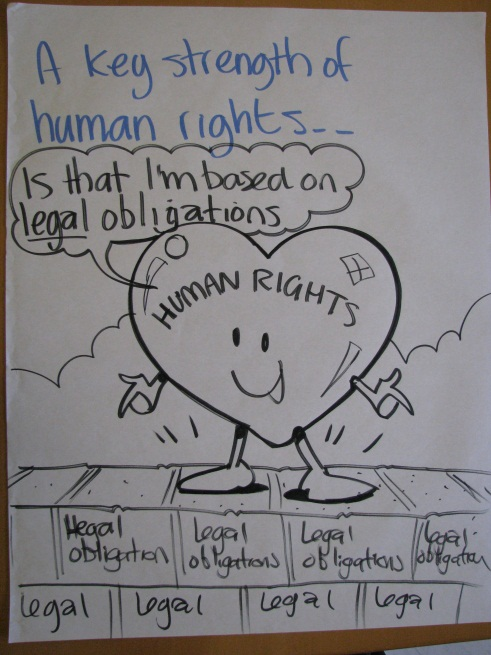 A key strength of
human rights--
Is that I'm based on
legal obligations
HUMAN RIGHTS
legal
obligation
legal
obligations
legal
obligations
legal
obligation
legal
legal
legal
legal